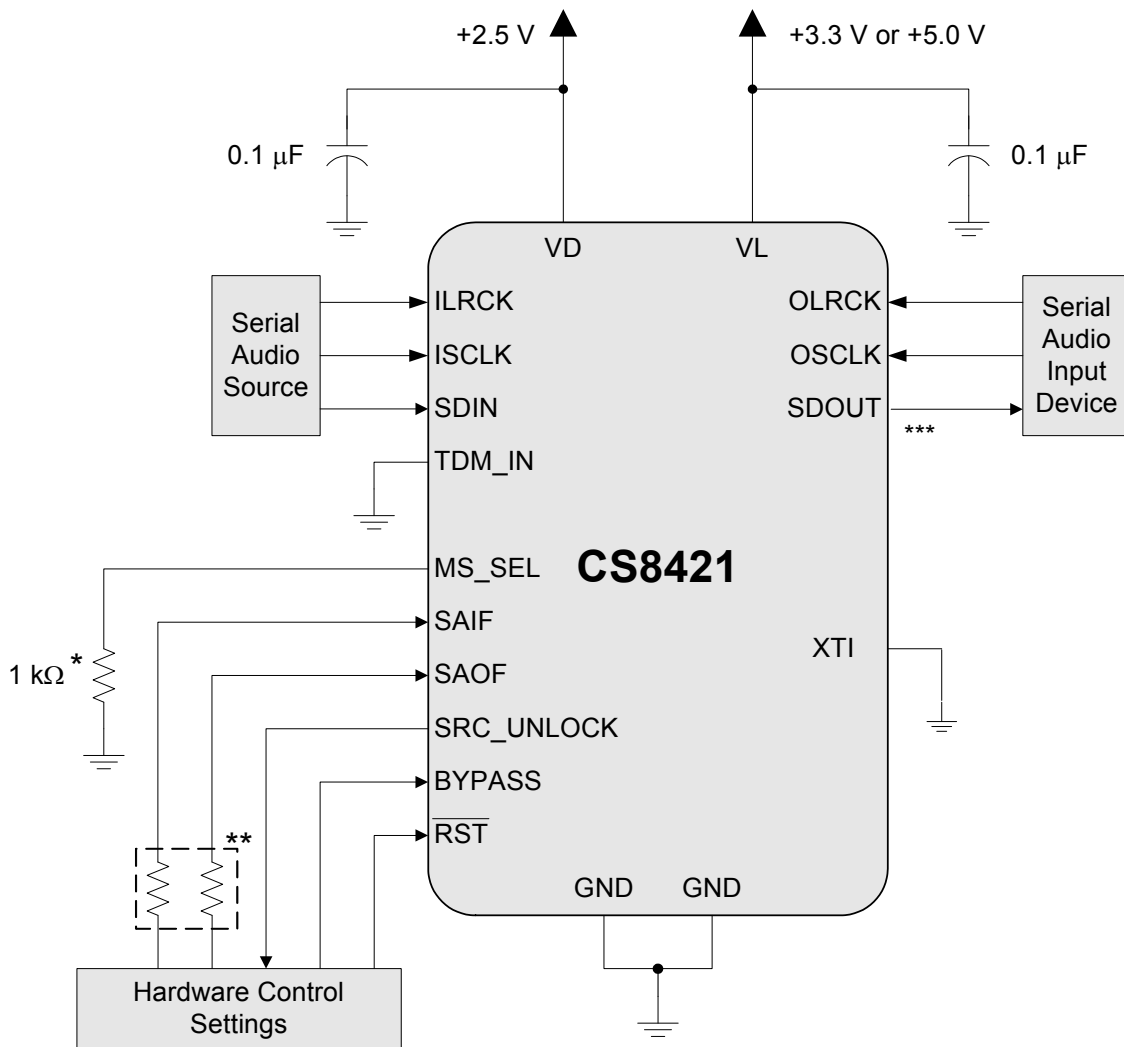 +2.5 V
+3.3 V or +5.0 V
0.1 μF
0.1 μF
VD
VL
Serial
Audio
Source
ILRCK
ISCLK
SDIN
TDM_IN
OLRCK
OSCLK
SDOUT
***
Serial
Audio
Input
Device
MS_SEL
CS8421
SAIF
SAOF
SRC_UNLOCK
BYPASS
RST
XTI
1 kΩ *
**
GND
GND
Hardware Control
Settings